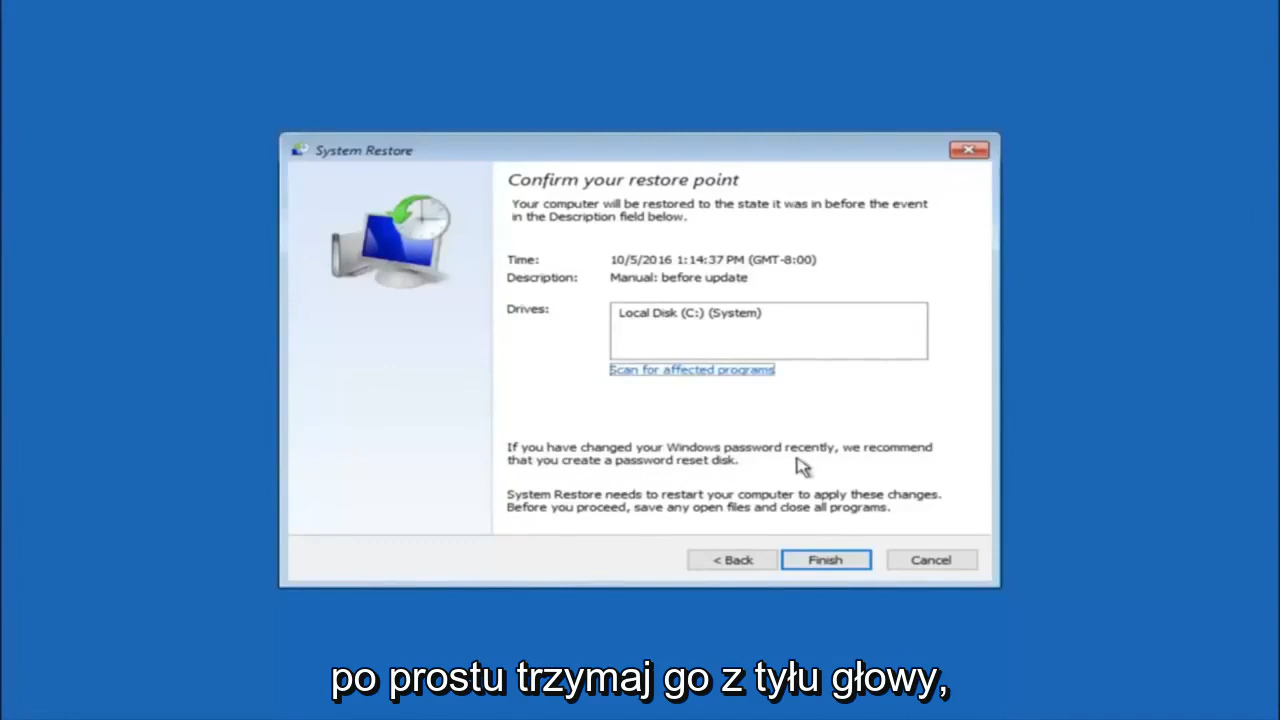 System Restore
Confirm your restore point
Your computer will be restored to the state it was in before the event
in the Description field below.
Time: 10/5/2016 1:14:37 PM (GMT-8:00)
Description: Manual: before update
Drives: Local Disk (C:) (System)
Scan for affected programs
If you have changed your Windows password recently, we recommend
that you create a password reset disk.
System Restore needs to restart your computer to apply these changes.
Before you proceed, save any open files and close all programs.
< Back Finish Cancel
po prostu trzymaj go z tyłu głowy,